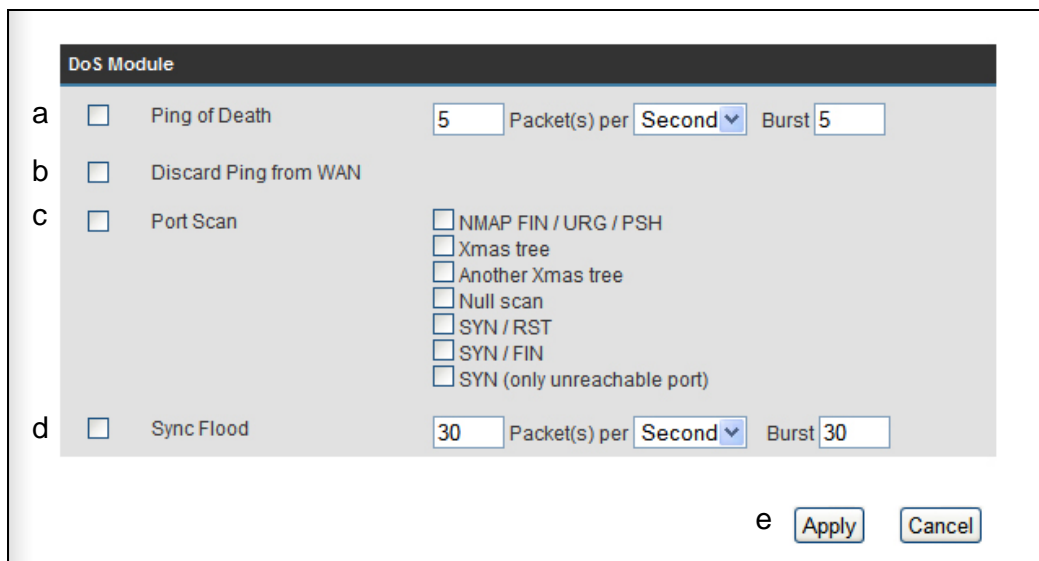 DoS Module
a Ping of Death 5 Packet(s) per Second Burst 5
b Discard Ping from WAN
c Port Scan NMAP FIN / URG / PSH
Xmas tree
Another Xmas tree
Null scan
SYN / RST
SYN / FIN
SYN (only unreachable port)
d Sync Flood 30 Packet(s) per Second Burst 30
e Apply Cancel